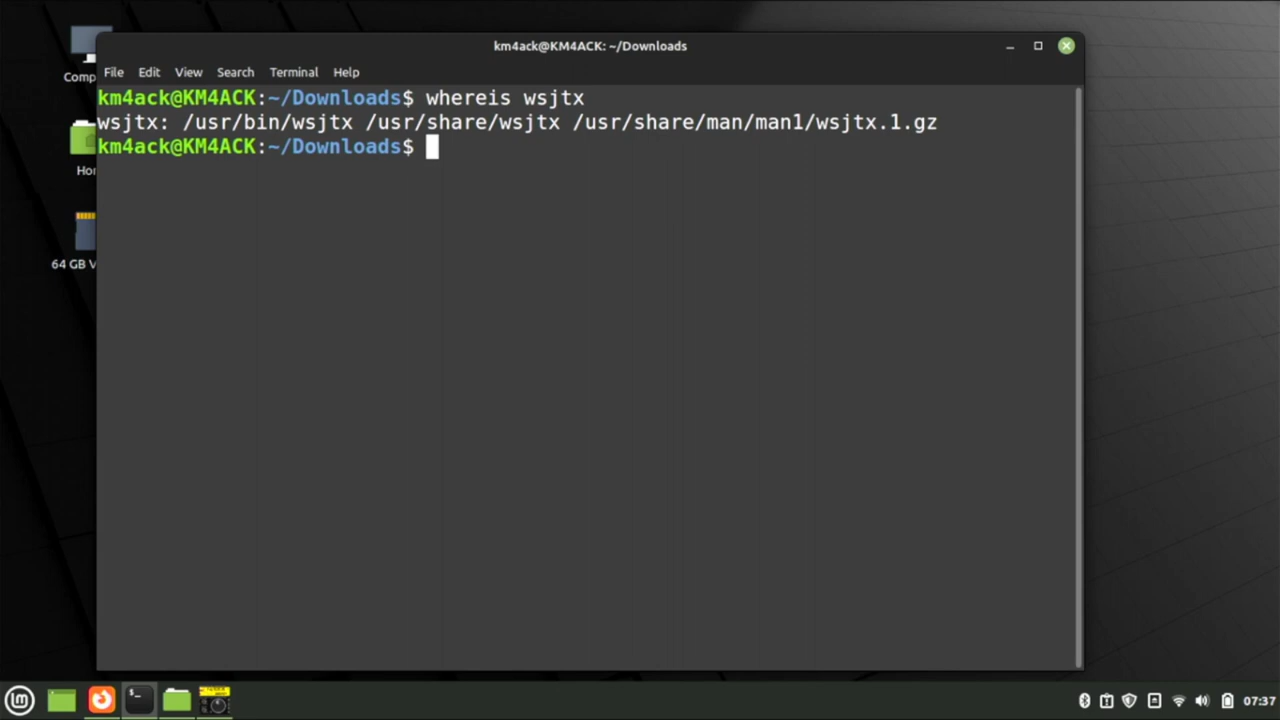 km4ack@KM4ACK: ~/Downloads
File Edit View Search Terminal Help
km4ack@KM4ACK:~/Downloads$ whereis wsjtx
wsjtx: /usr/bin/wsjtx /usr/share/wsjtx /usr/share/man/man1/wsjtx.1.gz
km4ack@KM4ACK:~/Downloads$
Comp
Hor
64 GB V
lm
$_
07:37